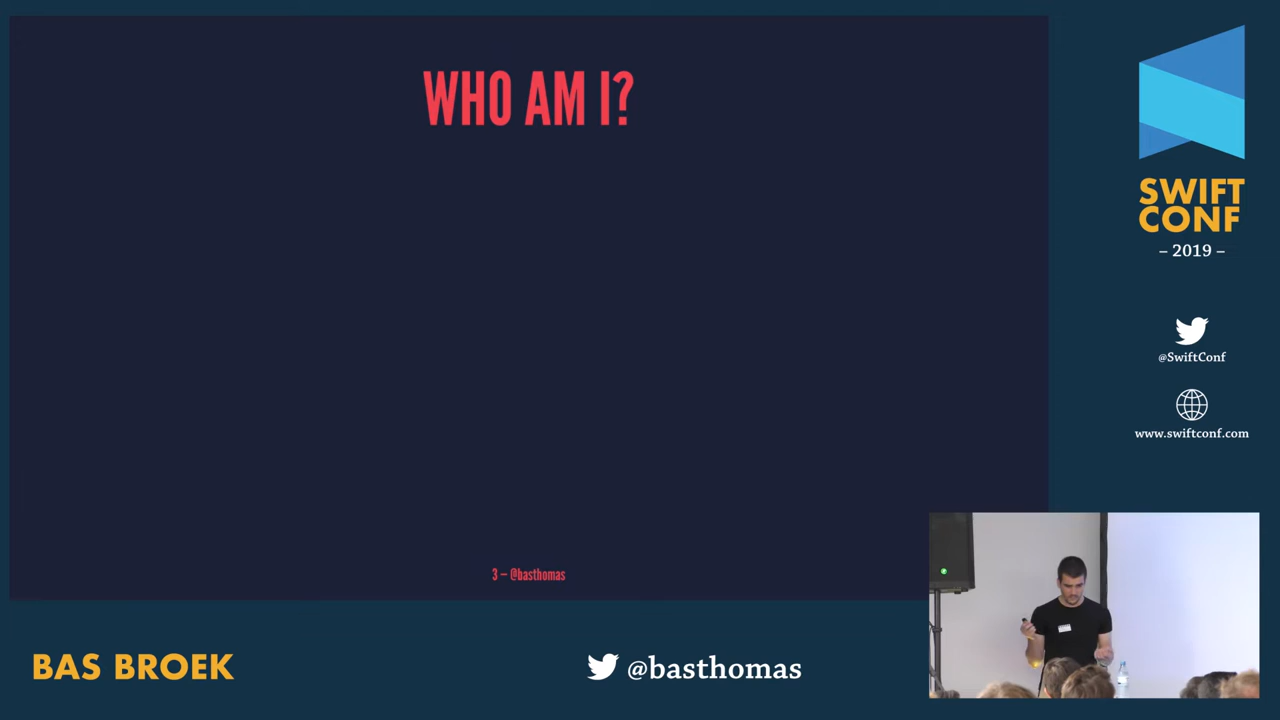 WHO AM I?
3 – @basthomas
SWIFT
CONF
– 2019 –
@SwiftConf
www.swiftconf.com
BAS BROEK
@basthomas